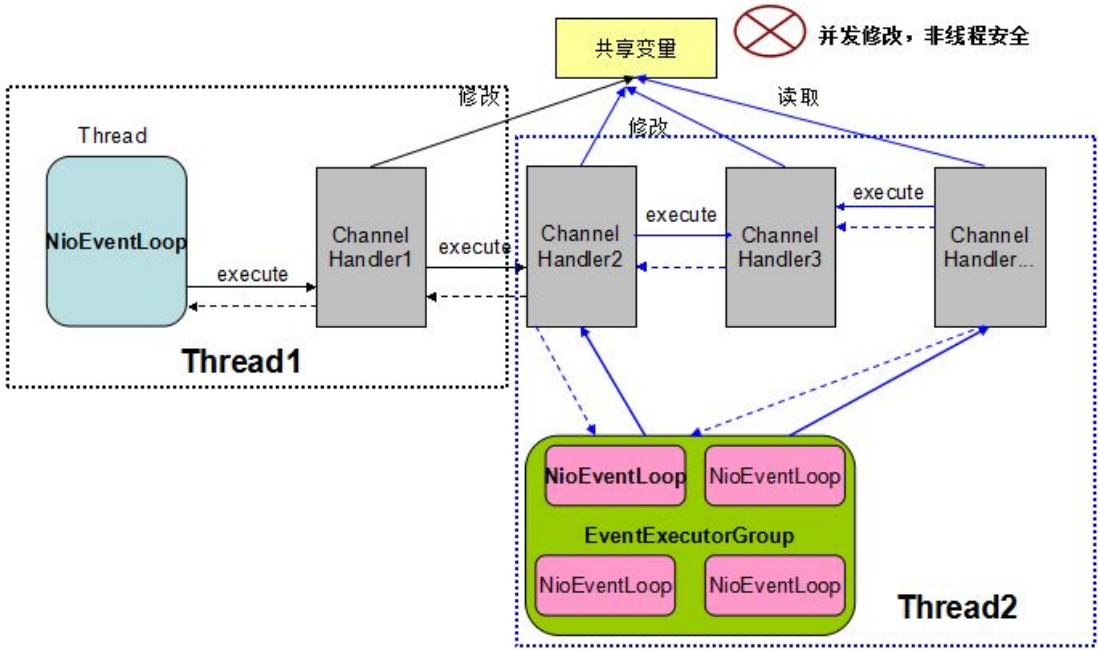 共享变量
并发修改，非线程安全
修改
读取
修改
Thread
NioEventLoop
execute
Channel
Handler1
execute
Channel
Handler2
execute
Channel
Handler3
execute
Channel
Handler...
Thread1
NioEventLoop
NioEventLoop
EventExecutorGroup
NioEventLoop
NioEventLoop
Thread2